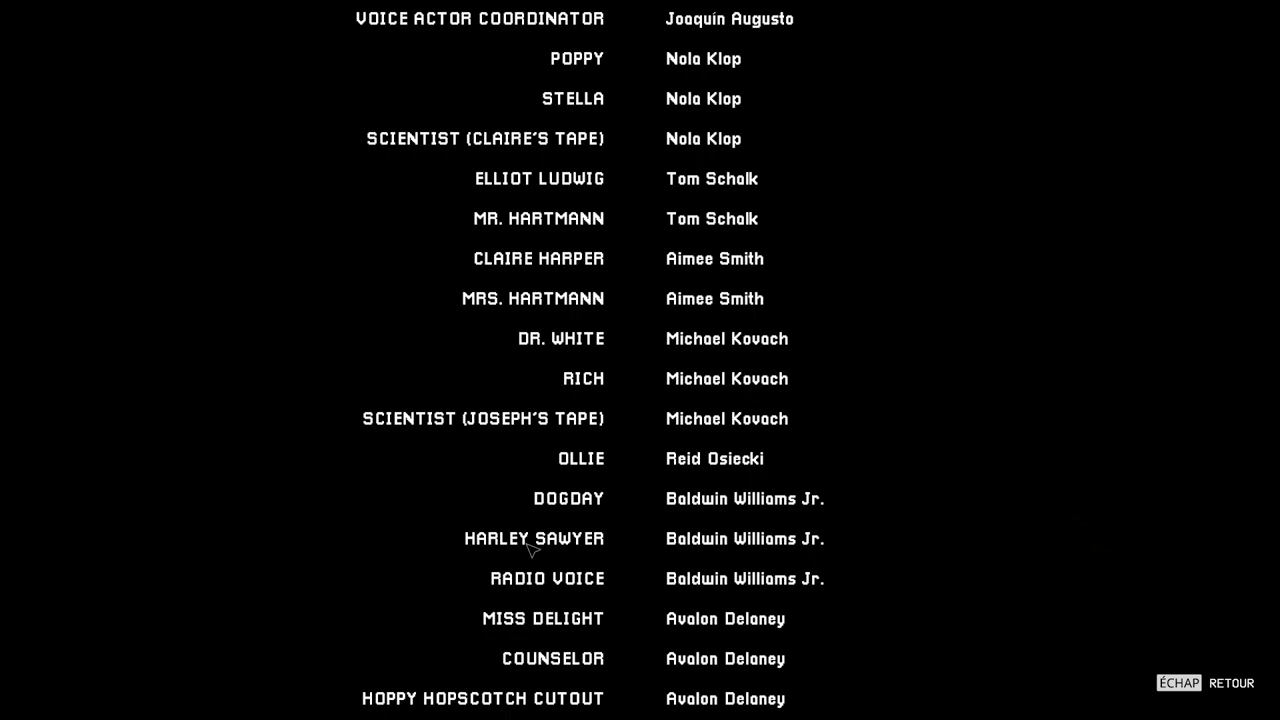 VOICE ACTOR COORDINATOR Joaquín Augusto
POPPY Nola Klop
STELLA Nola Klop
SCIENTIST (CLAIRE'S TAPE) Nola Klop
ELLIOT LUDWIG Tom Schalk
MR. HARTMANN Tom Schalk
CLAIRE HARPER Aimee Smith
MRS. HARTMANN Aimee Smith
DR. WHITE Michael Kovach
RICH Michael Kovach
SCIENTIST (JOSEPH'S TAPE) Michael Kovach
OLLIE Reid Osiecki
DOGDAY Baldwin Williams Jr.
HARLEY SAWYER Baldwin Williams Jr.
RADIO VOICE Baldwin Williams Jr.
MISS DELIGHT Avalon Delaney
COUNSELOR Avalon Delaney
HOPPY HOPSCOTCH CUTOUT Avalon Delaney
ÉCHAP RETOUR